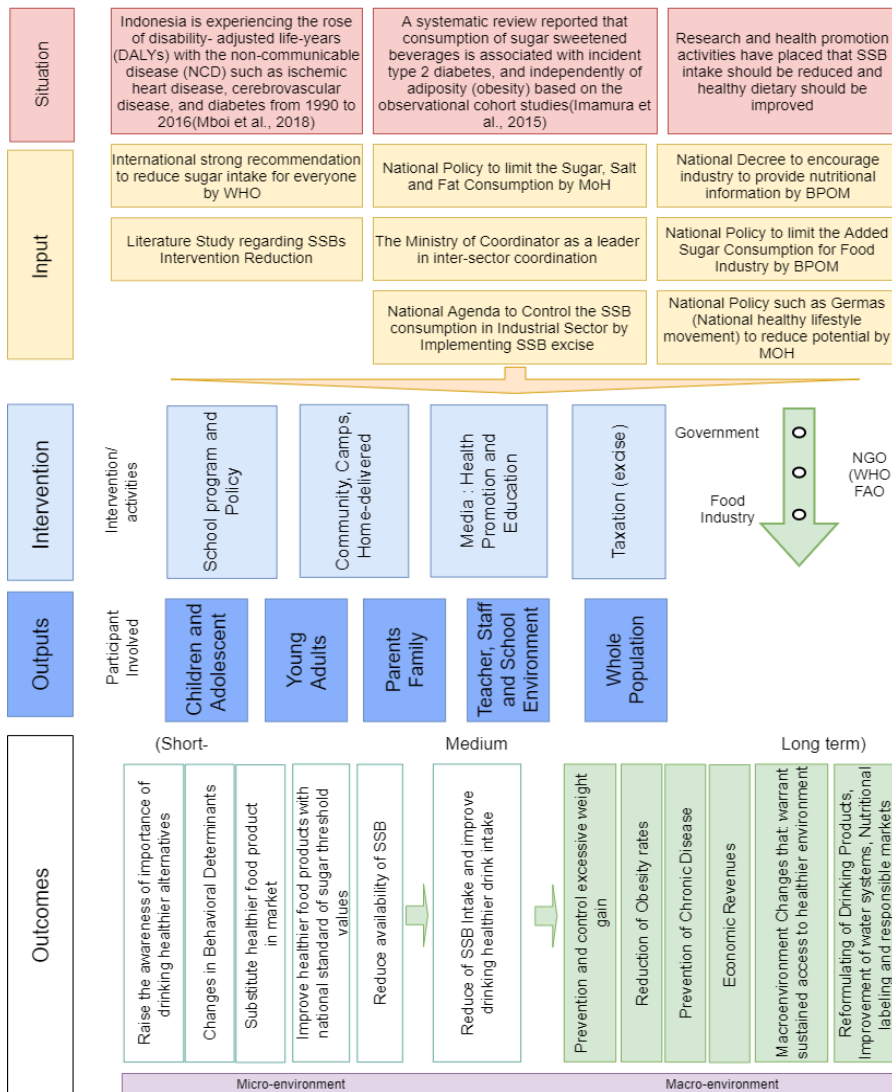 Situation
Indonesia is experiencing the rose
of disability- adjusted life-years
(DALYs) with the non-communicable
disease (NCD) such as ischemic
heart disease, cerebrovascular
disease, and diabetes from 1990 to
2016(Mboi et al., 2018)
A systematic review reported that
consumption of sugar sweetened
beverages is associated with incident
type 2 diabetes, and independently of
adiposity (obesity) based on the
observational cohort studies(Imamura
et al., 2015)
Research and health promotion
activities have placed that SSB
intake should be reduced and
healthy dietary should be
improved
Input
International strong recommendation
to reduce sugar intake for everyone
by WHO
National Policy to limit the Sugar, Salt
and Fat Consumption by MoH
National Decree to encourage
industry to provide nutritional
information by BPOM
Literature Study regarding SSBs
Intervention Reduction
The Ministry of Coordinator as a leader
in inter-sector coordination
National Policy to limit the Added
Sugar Consumption for Food
Industry by BPOM
National Agenda to Control the SSB
consumption in Industrial Sector by
Implementing SSB excise
National Policy such as Germas
(National healthy lifestyle
movement) to reduce potential by
MOH
Intervention
Intervention/
activities
School program and
Policy
Community, Camps,
Home-delivered
Media : Health
Promotion and
Education
Taxation (excise)
Government
Food
Industry
NGO
(WHO
FAO
Outputs
Participant
Involved
Children and
Adolescent
Young
Adults
Parents
Family
Teacher, Staff
and School
Environment
Whole
Population
Outcomes
(Short-
Medium
Long term)
Raise the awareness of importance of
drinking healthier alternatives
Changes in Behavioral Determinants
Substitute healthier food product
in market
Improve healthier food products with
national standard of sugar threshold
values
Reduce availability of SSB
Reduce of SSB Intake and improve
drinking healthier drink intake
Prevention and control excessive weight
gain
Reduction of Obesity rates
Prevention of Chronic Disease
Economic Revenues
Macroenvironment Changes that: warrant
sustained access to healthier environment
Reformulating of Drinking Products,
Improvement of water systems, Nutritional
labeling and responsible markets
Micro-environment
Macro-environment